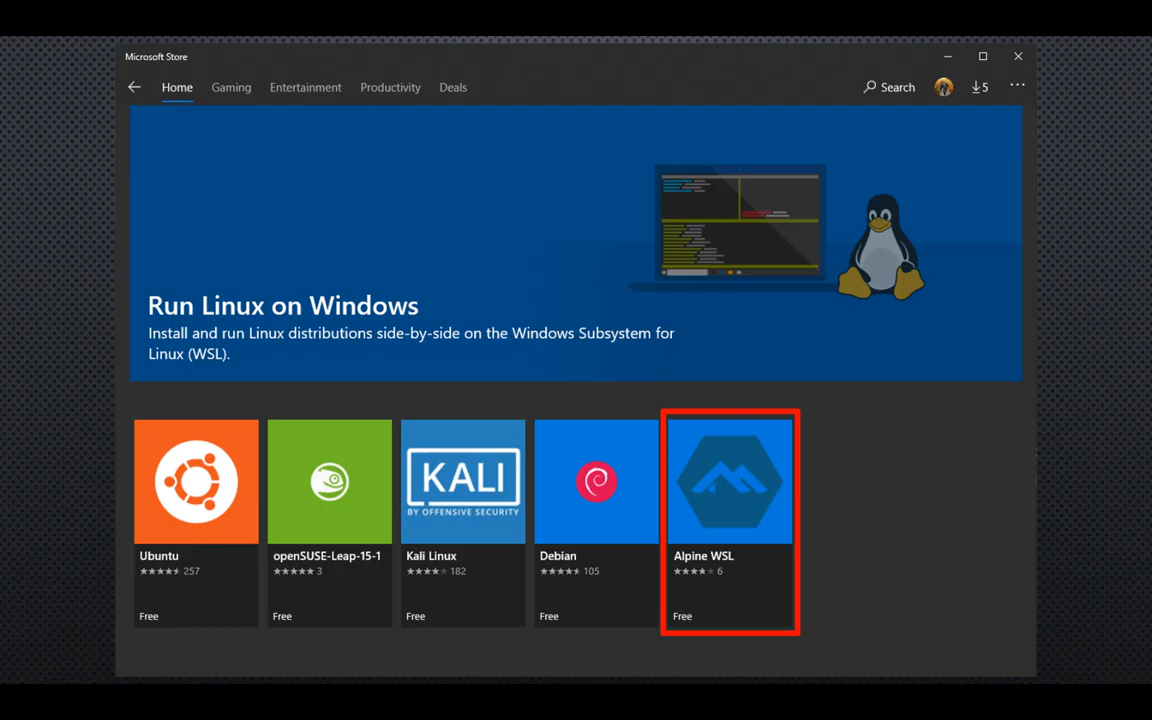 Microsoft Store
Home Gaming Entertainment Productivity Deals Search 5
Run Linux on Windows
Install and run Linux distributions side-by-side on the Windows Subsystem for
Linux (WSL).
KALI
BY OFFENSIVE SECURITY
Ubuntu openSUSE-Leap-15-1 Kali Linux Debian Alpine WSL
257 3 182 105 6
Free Free Free Free Free